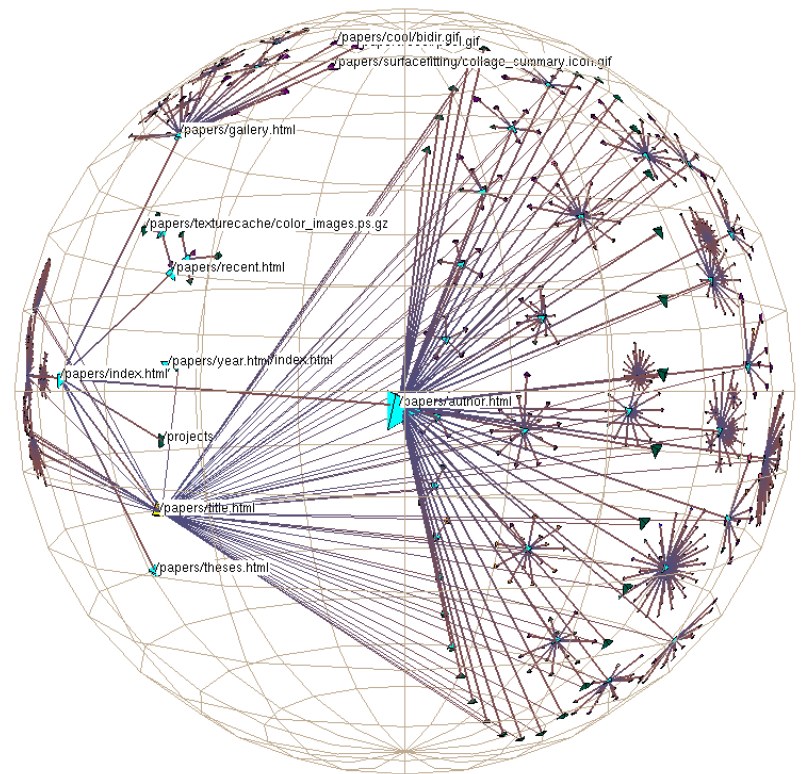 /papers/cool/bidir.gif
.gif
/papers/surfacefitting/collage_summary.icon.gif
/papers/gallery.html
/papers/texturecache/color_images.ps.gz
/papers/recent.html
/papers/year.html
/index.html
/papers/index.html
/papers/author.html
/projects
/papers/title.html
/papers/theses.html